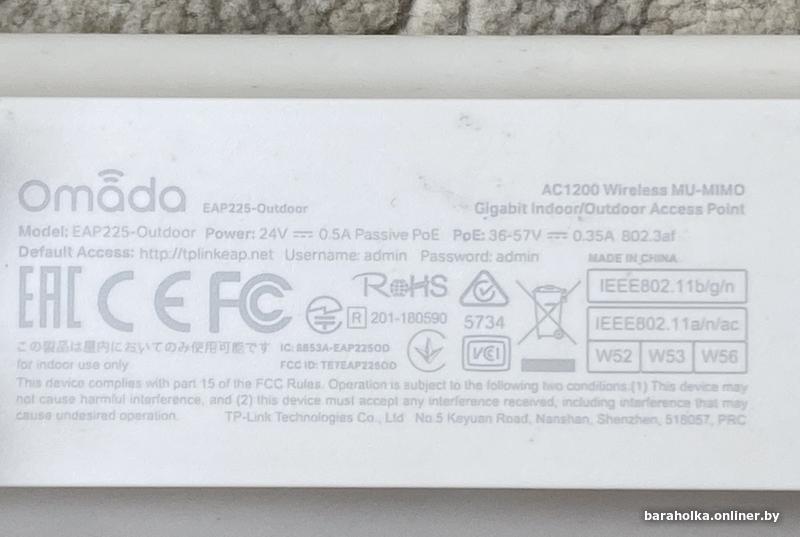 omada EAP225-Outdoor
AC1200 Wireless MU-MIMO
Gigabit Indoor/Outdoor Access Point
Model: EAP225-Outdoor Power: 24V ⎓ 0.5A Passive PoE PoE: 36-57V ⎓ 0.35A 802.3af
Default Access: http://tplinkeap.net Username: admin Password: admin
MADE IN CHINA
EAC CE FC
RoHS
IEEE802.11b/g/n
R 201-180590
5734
IEEE802.11a/n/ac
この製品は屋内においてのみ使用可能です
for indoor use only
IC: 8853A-EAP225OD
FCC ID: TE7EAP225OD
VCI
W52 W53 W56
This device complies with part 15 of the FCC Rules. Operation is subject to the following two conditions.(1) This device may
not cause harmful interference, and (2) this device must accept any interference received, including interference that may
cause undesired operation. TP-Link Technologies Co., Ltd No.5 Keyuan Road, Nanshan, Shenzhen, 518057, PRC
baraholka.onliner.by